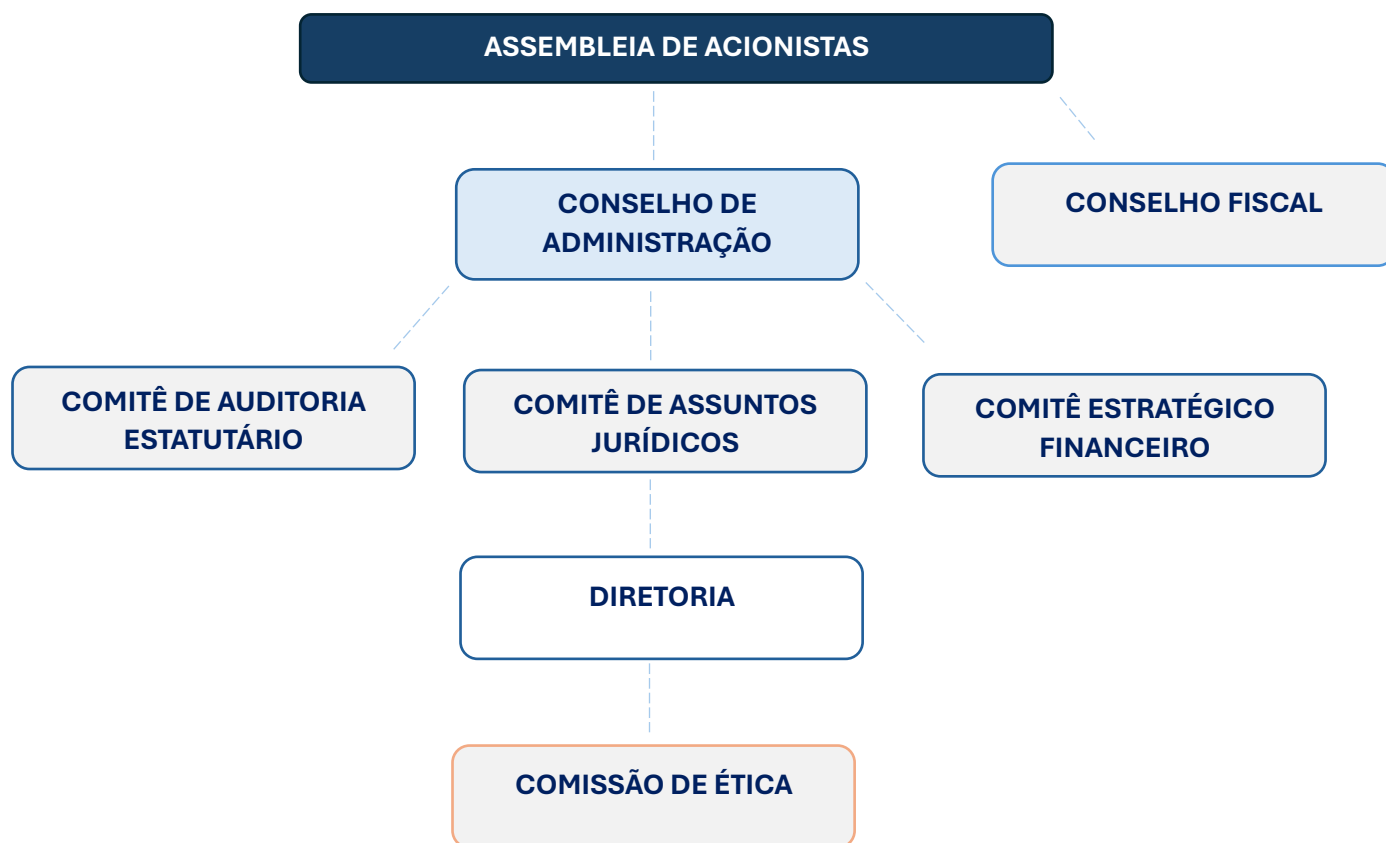 ASSEMBLEIA DE ACIONISTAS
CONSELHO DE
ADMINISTRAÇÃO
CONSELHO FISCAL
COMITÊ DE AUDITORIA
ESTATUTÁRIO
COMITÊ DE ASSUNTOS
JURÍDICOS
COMITÊ ESTRATÉGICO
FINANCEIRO
DIRETORIA
COMISSÃO DE ÉTICA